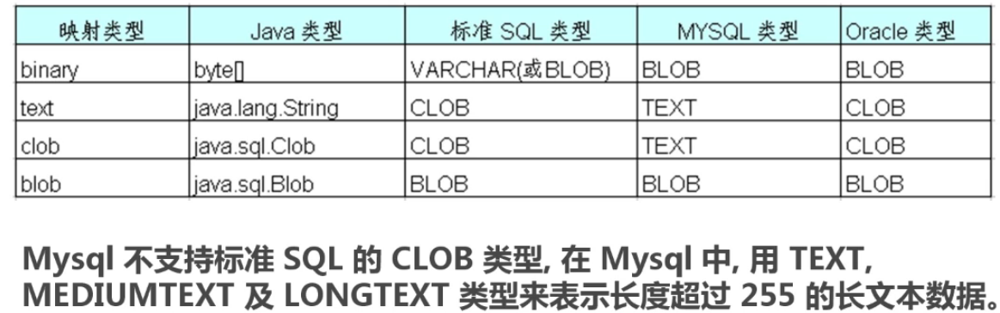 映射类型 Java 类型 标准 SQL 类型 MYSQL 类型 Oracle 类型
binary byte[] VARCHAR(或BLOB) BLOB BLOB
text java.lang.String CLOB TEXT CLOB
clob java.sql.Clob CLOB TEXT CLOB
blob java.sql.Blob BLOB BLOB BLOB
Mysql 不支持标准 SQL 的 CLOB 类型, 在 Mysql 中, 用 TEXT,
MEDIUMTEXT 及 LONGTEXT 类型来表示长度超过 255 的长文本数据。